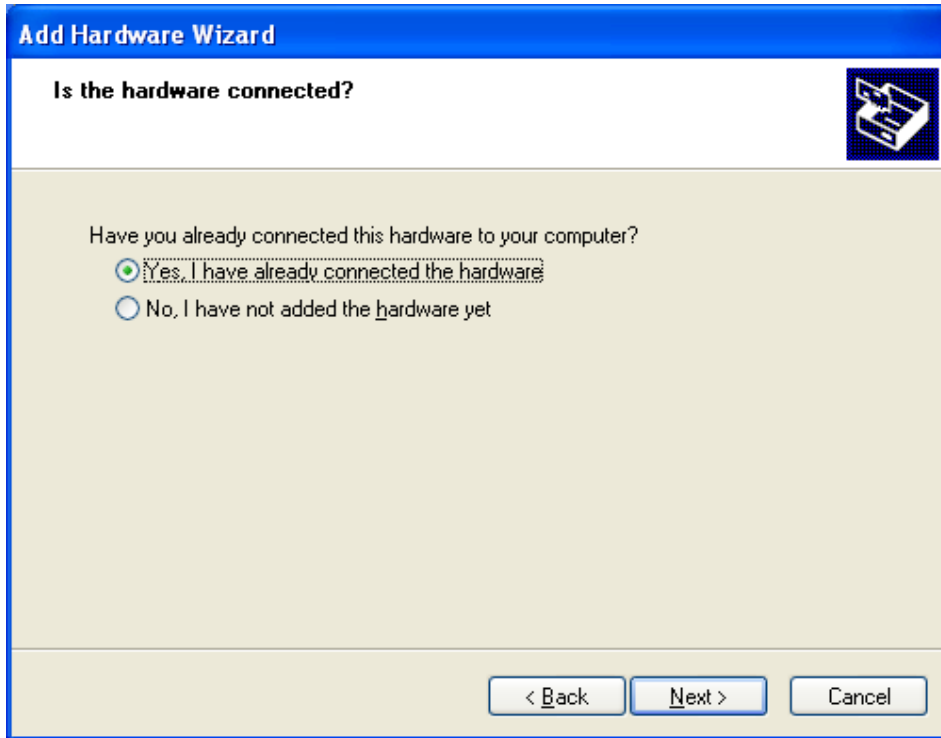 Add Hardware Wizard
Is the hardware connected?
Have you already connected this hardware to your computer?
Yes, I have already connected the hardware
No, I have not added the hardware yet
< Back Next > Cancel